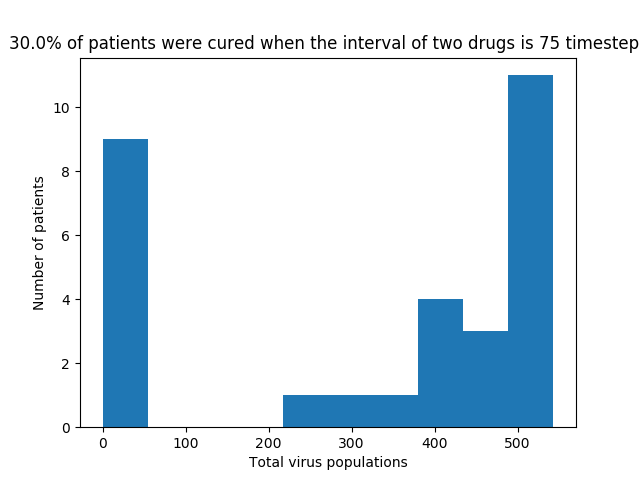 30.0% of patients were cured when the interval of two drugs is 75 timestep
10
8
6
4
2
0
Number of patients
0 100 200 300 400 500
Total virus populations